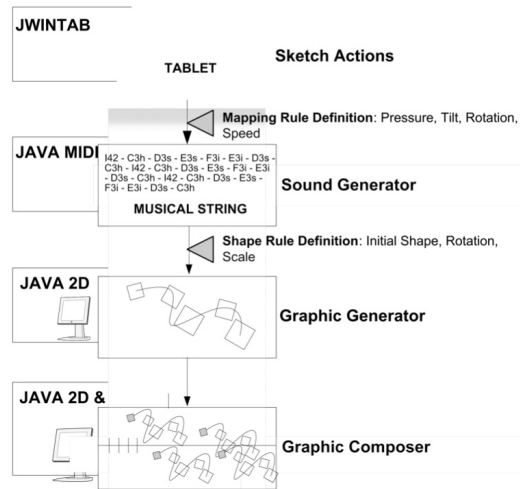 JWINTAB
Sketch Actions
TABLET
Mapping Rule Definition: Pressure, Tilt, Rotation,
Speed
JAVA MIDI
I42 - C3h - D3s - E3s - F3i - E3i - D3s -
C3h - I42 - C3h - D3s - E3s - F3i - E3i
- D3s - C3h - I42 - C3h - D3s - E3s -
F3i - E3i - D3s - C3h
Sound Generator
MUSICAL STRING
Shape Rule Definition: Initial Shape, Rotation,
Scale
JAVA 2D
Graphic Generator
JAVA 2D &
Graphic Composer